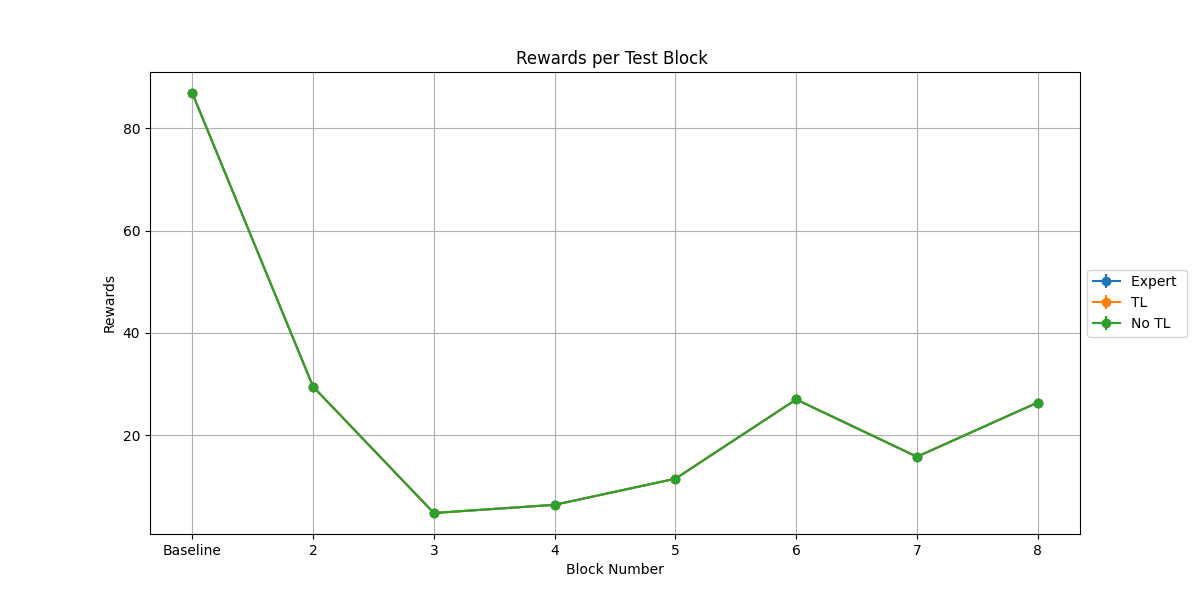 Rewards per Test Block
Rewards
80
60
40
20
Baseline 2 3 4 5 6 7 8
Block Number
Expert
TL
No TL